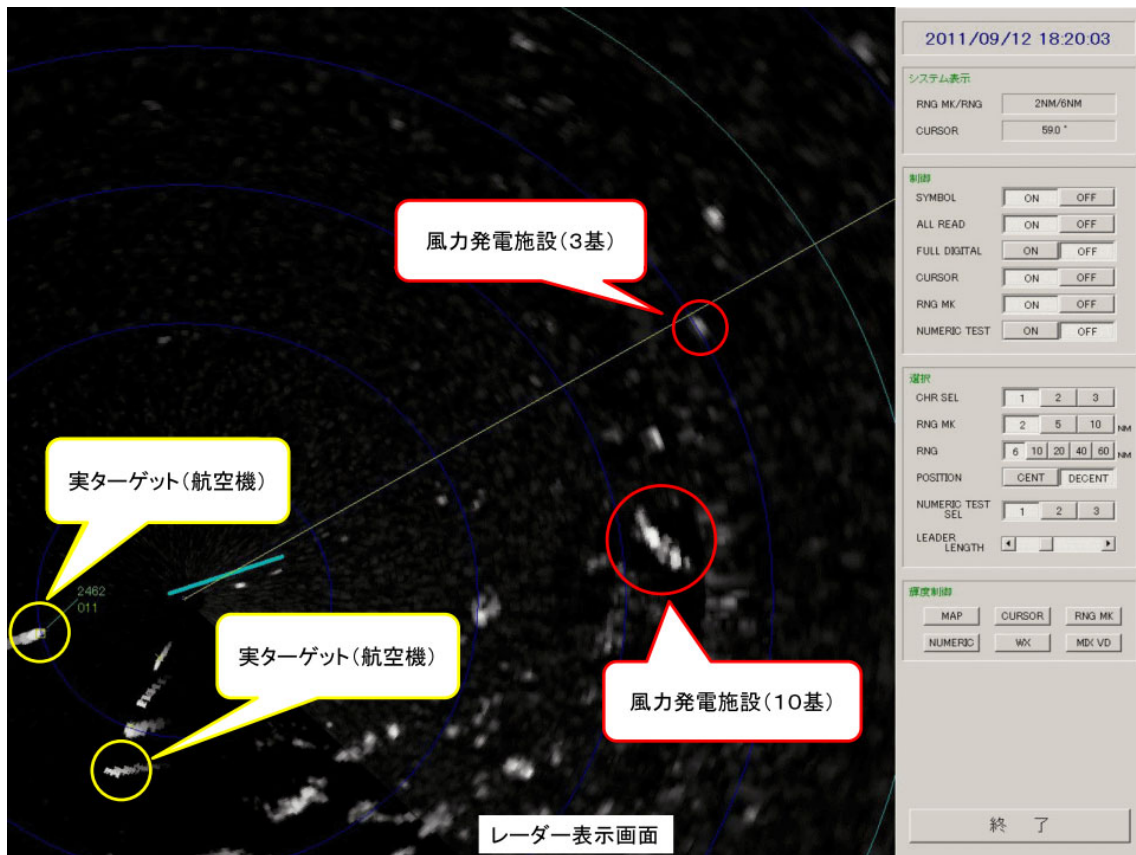 2011/09/12 18:20:03
システム表示
RNG MK/RNG 2NM/6NM
CURSOR 59.0 °
制御
SYMBOL ON OFF
ALL READ ON OFF
FULL DIGITAL ON OFF
CURSOR ON OFF
RNG MK ON OFF
NUMERIC TEST ON OFF
選択
CHR SEL 1 2 3
RNG MK 2 5 10 NM
RNG 6 10 20 40 60 NM
POSITION CENT DECENT
NUMERIC TEST
SEL 1 2 3
LEADER
LENGTH
輝度制御
MAP CURSOR RNG MK
NUMERIC WX MIX VD
終 了
風力発電施設（3基）
実ターゲット（航空機）
2462
011
実ターゲット（航空機）
風力発電施設（10基）
レーダー表示画面